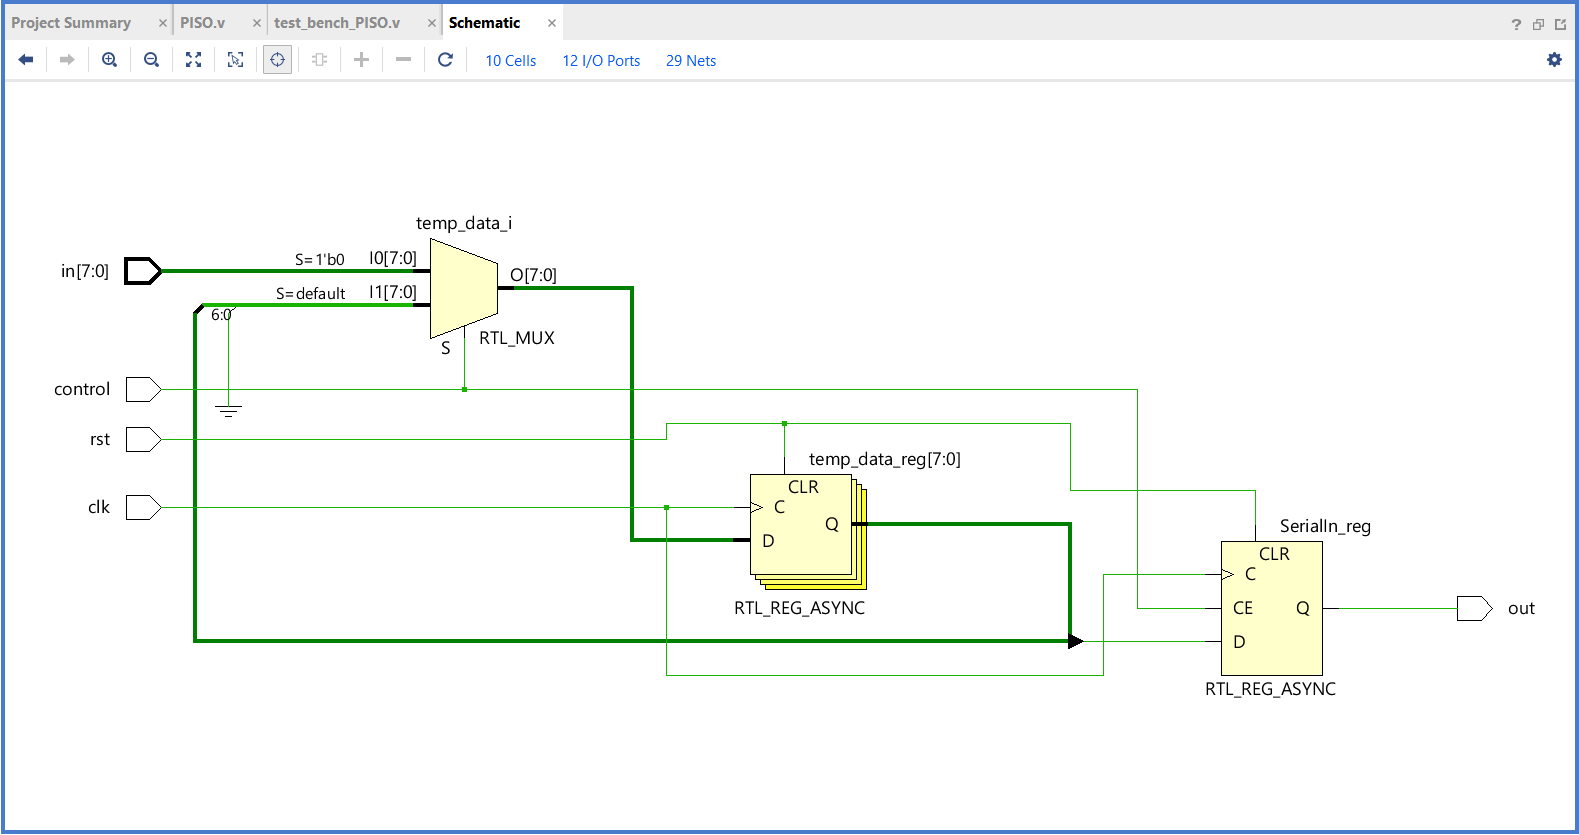 Project Summary × PISO.v × test_bench_PISO.v × Schematic ×
?
10 Cells 12 I/O Ports 29 Nets
temp_data_i
in[7:0] S=1'b0 I0[7:0] O[7:0]
S=default I1[7:0]
6:0
RTL_MUX
S
control
rst
temp_data_reg[7:0]
clk
CLR
C
Q
D
RTL_REG_ASYNC
SerialIn_reg
CLR
C
CE Q out
D
RTL_REG_ASYNC